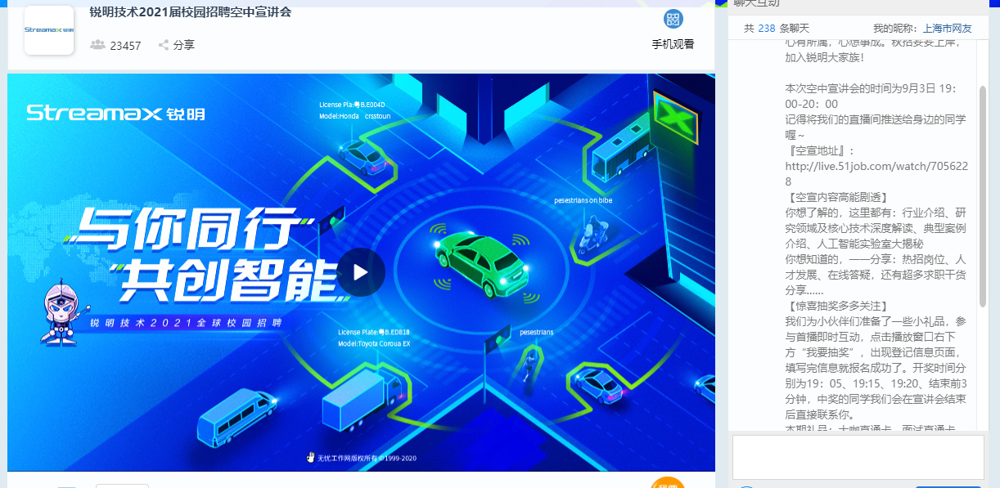 锐明技术2021届校园招聘空中宣讲会
Streamax 锐明
23457
分享
手机观看
Streamax 锐明
License Pla:粤B.E004D
Model:Honda crsstoun
pesestrians on bibe
与你同行
共创智能
锐明技术2021全球校园招聘
License Plate:粤B.ED818
Model:Toyota Coroua EX
pesestrians
无忧工作网版权所有 ©1999-2020
我要
聊天互动
共 238 条聊天
我的昵称: 上海市网友
心有所属，心想事成。秋招妥妥上岸，
加入锐明大家族！
本次空中宣讲会的时间为9月3日 19：
00-20：00
记得将我们的直播间推送给身边的同学
喔～
『空宣地址』：
http://live.51job.com/watch/705622
8
【空宣内容高能剧透】
你想了解的，这里都有：行业介绍、研
究领域及核心技术深度解读、典型案例
介绍、人工智能实验室大揭秘
你想知道的，一一分享：热招岗位、人
才发展、在线答疑，还有超多求职干货
分享......
【惊喜抽奖多多关注】
我们为小伙伴们准备了一些小礼品，参
与首播即时互动，点击播放窗口右下
方“我要抽奖”，出现登记信息页面，
填写完信息就报名成功了。开奖时间分
别为19：05、19:15、19:20、结束前3
分钟，中奖的同学我们会在宣讲会结束
后直接联系你。
本期礼品：大咖直通卡、面试直通卡、